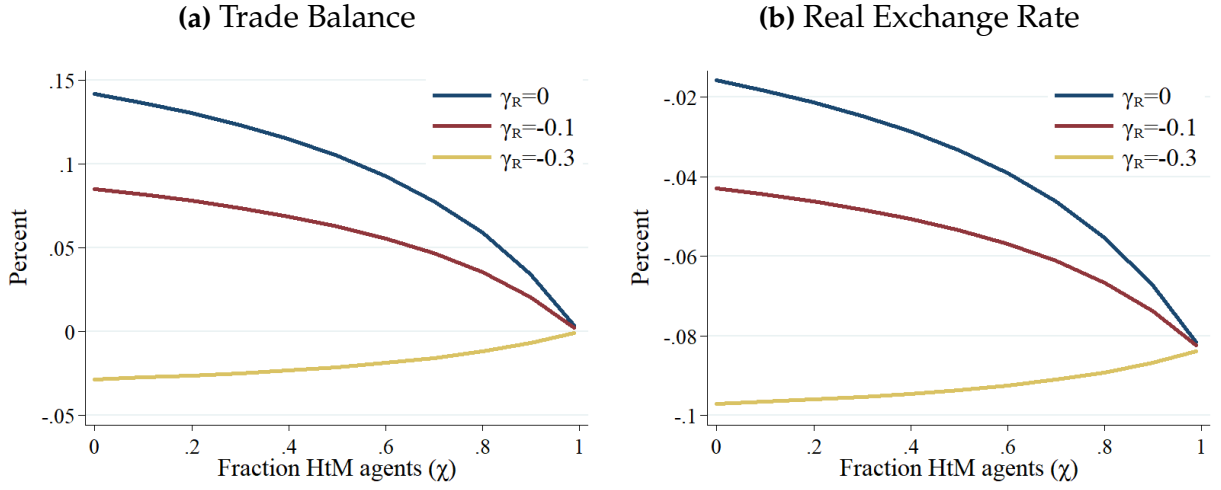 (a) Trade Balance
.15
.1
.05
0
-.05
Percent
γR=0
γR=-0.1
γR=-0.3
0 .2 .4 .6 .8 1
Fraction HtM agents (χ)
(b) Real Exchange Rate
-.02
-.04
-.06
-.08
-.1
Percent
γR=0
γR=-0.1
γR=-0.3
0 .2 .4 .6 .8 1
Fraction HtM agents (χ)